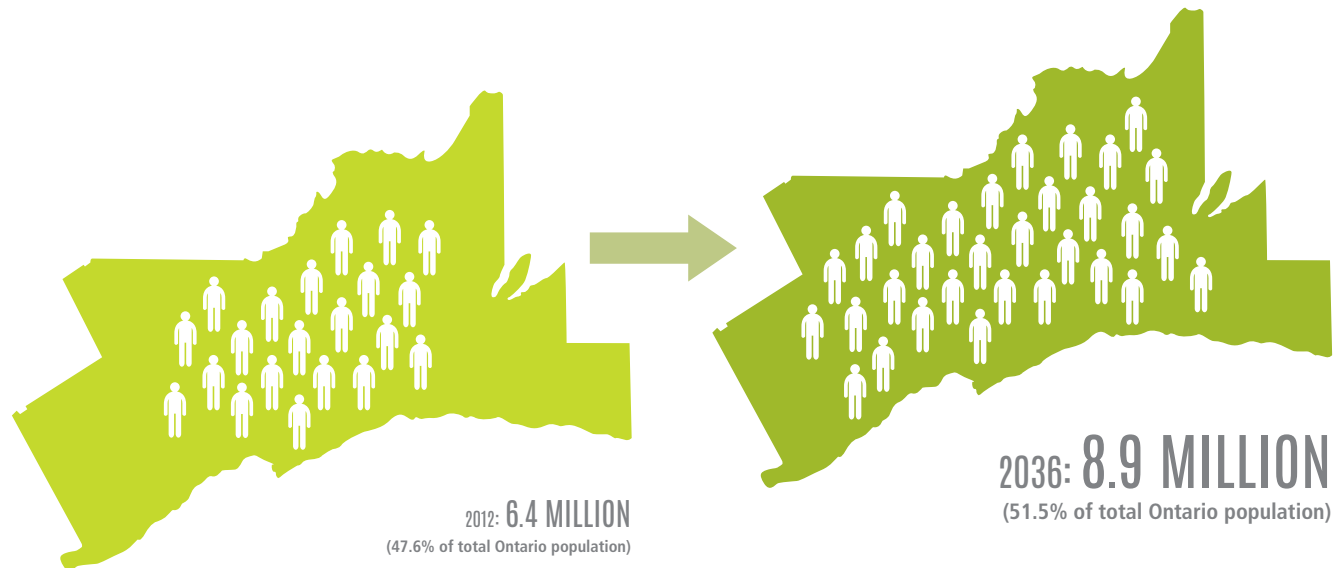 2012: 6.4 MILLION
(47.6% of total Ontario population)
2036: 8.9 MILLION
(51.5% of total Ontario population)